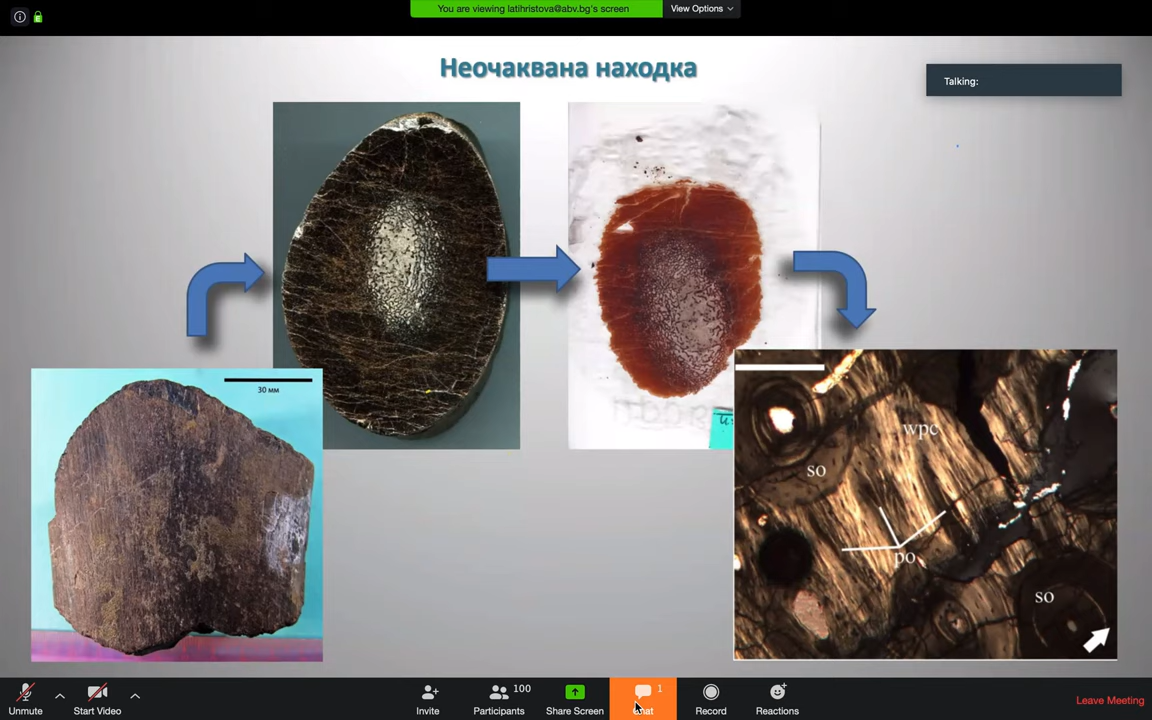 You are viewing latihristova@abv.bg's screen
View Options
Неочаквана находка
Talking:
30 мм
wpc
so
po
so
Unmute
Start Video
Invite
Participants
100
Share Screen
Chat
1
Record
Reactions
Leave Meeting